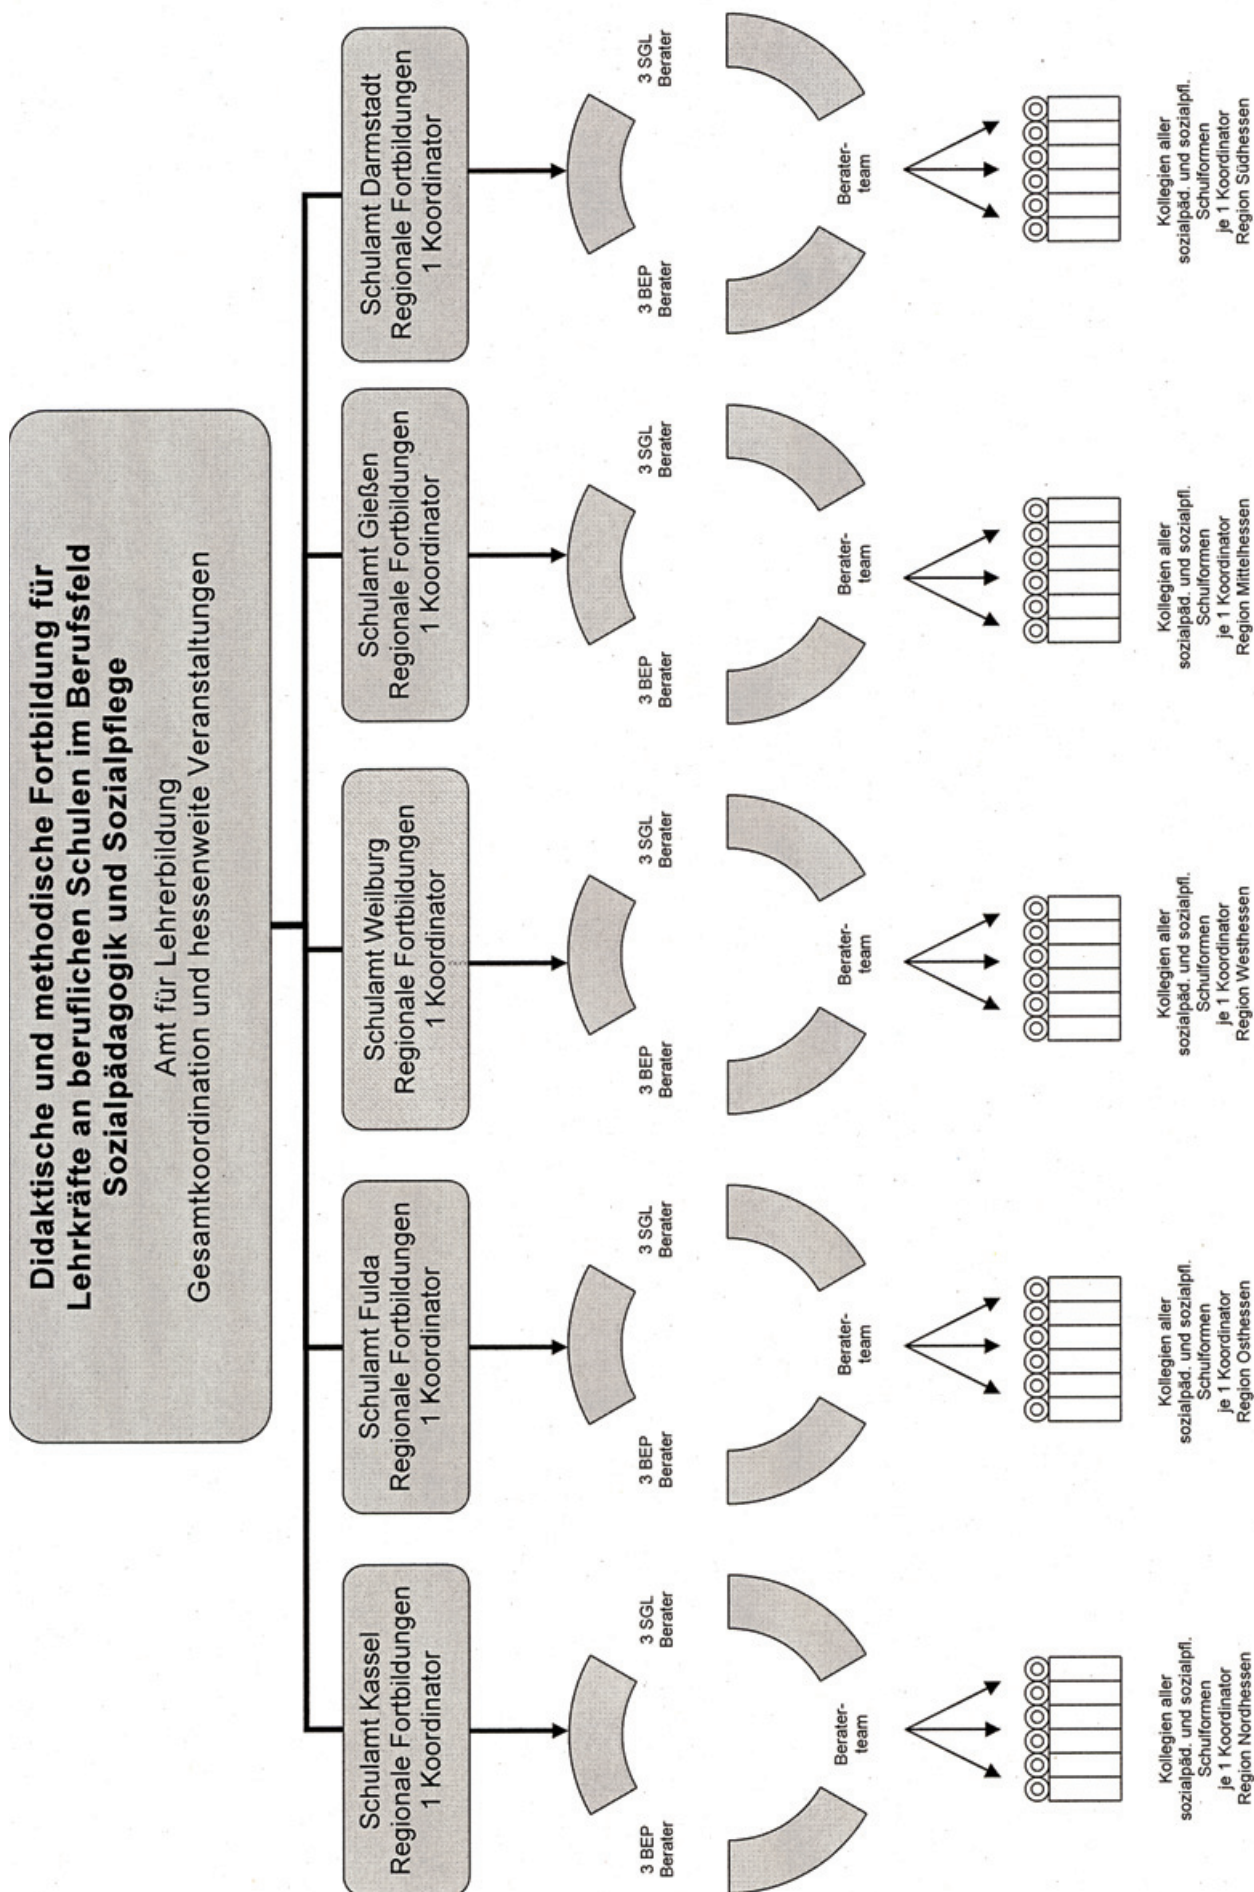 Didaktische und methodische Fortbildung für
Lehrkräfte an beruflichen Schulen im Berufsfeld
Sozialpädagogik und Sozialpflege
Amt für Lehrerbildung
Gesamtkoordination und hessenweite Veranstaltungen
Schulamt Kassel
Regionale Fortbildungen
1 Koordinator
Schulamt Fulda
Regionale Fortbildungen
1 Koordinator
Schulamt Weilburg
Regionale Fortbildungen
1 Koordinator
Schulamt Gießen
Regionale Fortbildungen
1 Koordinator
Schulamt Darmstadt
Regionale Fortbildungen
1 Koordinator
3 BEP
Berater
3 SGL
Berater
3 BEP
Berater
3 SGL
Berater
3 BEP
Berater
3 SGL
Berater
3 BEP
Berater
3 SGL
Berater
3 BEP
Berater
3 SGL
Berater
Berater-
team
Berater-
team
Berater-
team
Berater-
team
Berater-
team
Kollegien aller
sozialpäd. und sozialpfl.
Schulformen
je 1 Koordinator
Region Nordhessen
Kollegien aller
sozialpäd. und sozialpfl.
Schulformen
je 1 Koordinator
Region Osthessen
Kollegien aller
sozialpäd. und sozialpfl.
Schulformen
je 1 Koordinator
Region Westhessen
Kollegien aller
sozialpäd. und sozialpfl.
Schulformen
je 1 Koordinator
Region Mittelhessen
Kollegien aller
sozialpäd. und sozialpfl.
Schulformen
je 1 Koordinator
Region Südhessen